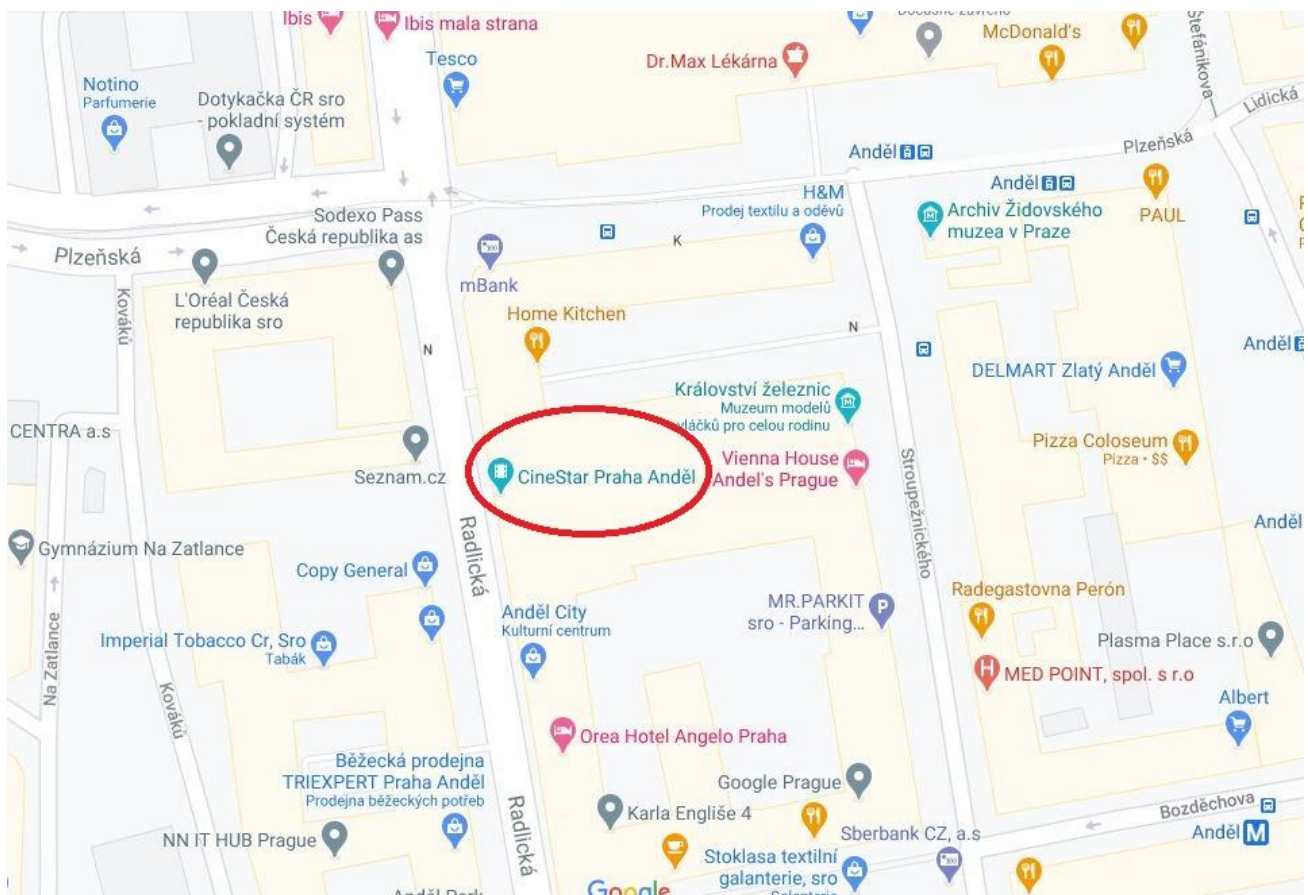 Ibis
Ibis mala strana
Tesco
Dr.Max Lékárna
McDonald's
Štefánikova
Lidická
Notino
Parfumerie
Dotykačka ČR sro
- pokladní systém
Anděl
Plzeňská
Anděl
H&M
Prodej textilu a oděvů
Archiv Židovského
muzea v Praze
PAUL
Sodexo Pass
Česká republika as
K
Plzeňská
mBank
L'Oréal Česká
republika sro
Kováků
Home Kitchen
N
N
Anděl
DELMART Zlatý Anděl
Království železnic
Muzeum modelů
vláčků pro celou rodinu
CENTRA a.s
Pizza Coloseum
Pizza • $$
Seznam.cz
CineStar Praha Anděl
Vienna House
Andel's Prague
Stroupežnického
Radlická
Anděl
Gymnázium Na Zatlance
Copy General
Anděl City
Kulturní centrum
MR.PARKIT
sro - Parking...
Radegastovna Perón
Imperial Tobacco Cr, Sro
Tabák
Plasma Place s.r.o
Na Zatlance
MED POINT, spol. s r.o
Kováků
Albert
Orea Hotel Angelo Praha
Běžecká prodejna
TRIEXPERT Praha Anděl
Prodejna běžeckých potřeb
Google Prague
Radlická
Karla Engliše 4
Bozděchova
NN IT HUB Prague
Sberbank CZ, a.s
Anděl M
Stoklasa textilní
galanterie, sro
Google